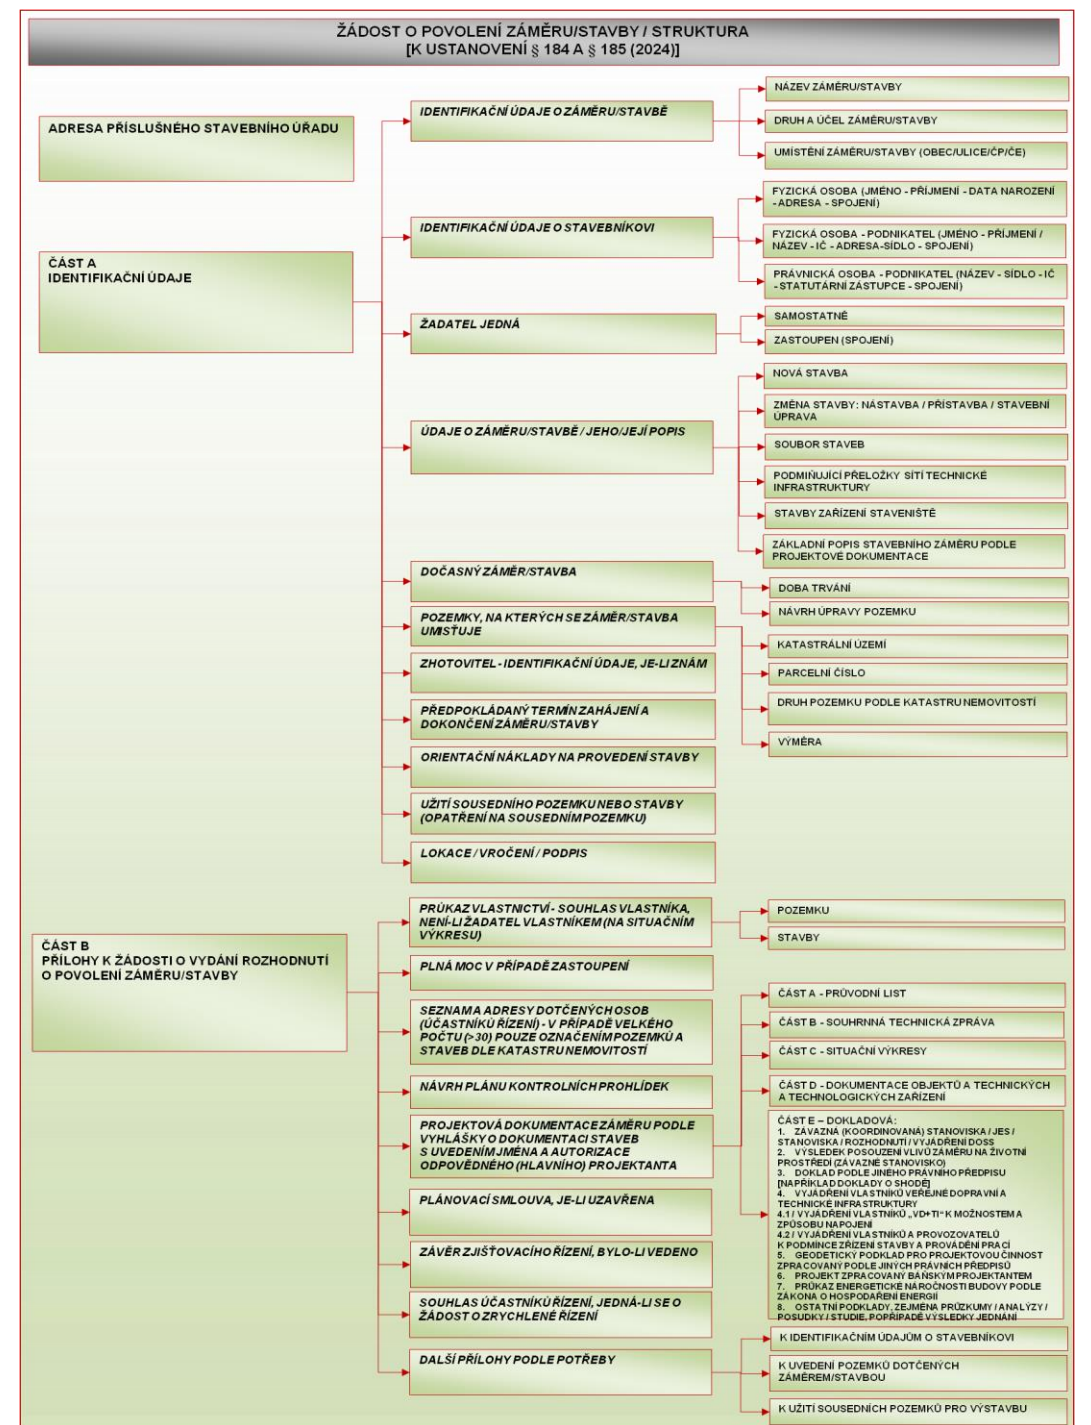 ŽÁDOST O POVOLENÍ ZÁMĚRU/STAVBY / STRUKTURA
[K USTANOVENÍ § 184 A § 185 (2024)]
ADRESA PŘÍSLUŠNÉHO STAVEBNÍHO ÚŘADU
ČÁST A
IDENTIFIKAČNÍ ÚDAJE
IDENTIFIKAČNÍ ÚDAJE O ZÁMĚRU/STAVBĚ
NÁZEV ZÁMĚRU/STAVBY
DRUH A ÚČEL ZÁMĚRU/STAVBY
UMÍSTĚNÍ ZÁMĚRU/STAVBY (OBEC/ULICE/ČP/ČE)
IDENTIFIKAČNÍ ÚDAJE O STAVEBNÍKOVI
FYZICKÁ OSOBA (JMÉNO - PŘÍJMENÍ - DATA NAROZENÍ
- ADRESA - SPOJENÍ)
FYZICKÁ OSOBA - PODNIKATEL (JMÉNO - PŘÍJMENÍ /
NÁZEV - IČ - ADRESA-SÍDLO - SPOJENÍ)
PRÁVNICKÁ OSOBA - PODNIKATEL (NÁZEV - SÍDLO - IČ
- STATUTÁRNÍ ZÁSTUPCE - SPOJENÍ)
ŽADATEL JEDNÁ
SAMOSTATNĚ
ZASTOUPEN (SPOJENÍ)
ÚDAJE O ZÁMĚRU/STAVBĚ / JEHO/JEJÍ POPIS
NOVÁ STAVBA
ZMĚNA STAVBY: NÁSTAVBA / PŘÍSTAVBA / STAVEBNÍ
ÚPRAVA
SOUBOR STAVEB
PODMIŇUJÍCÍ PŘELOŽKY SÍTÍ TECHNICKÉ
INFRASTRUKTURY
STAVBY ZAŘÍZENÍ STAVENIŠTĚ
ZÁKLADNÍ POPIS STAVEBNÍHO ZÁMĚRU PODLE
PROJEKTOVÉ DOKUMENTACE
DOČASNÝ ZÁMĚR/STAVBA
DOBA TRVÁNÍ
NÁVRH ÚPRAVY POZEMKU
POZEMKY, NA KTERÝCH SE ZÁMĚR/STAVBA
UMISŤUJE
KATASTRÁLNÍ ÚZEMÍ
PARCELNÍ ČÍSLO
DRUH POZEMKU PODLE KATASTRU NEMOVITOSTÍ
VÝMĚRA
ZHOTOVITEL - IDENTIFIKAČNÍ ÚDAJE, JE-LI ZNÁM
PŘEDPOKLÁDANÝ TERMÍN ZAHÁJENÍ A
DOKONČENÍ ZÁMĚRU/STAVBY
ORIENTAČNÍ NÁKLADY NA PROVEDENÍ STAVBY
UŽITÍ SOUSEDNÍHO POZEMKU NEBO STAVBY
(OPATŘENÍ NA SOUSEDNÍM POZEMKU)
LOKACE / VROČENÍ / PODPIS
ČÁST B
PŘÍLOHY K ŽÁDOSTI O VYDÁNÍ ROZHODNUTÍ
O POVOLENÍ ZÁMĚRU/STAVBY
PRŮKAZ VLASTNICTVÍ - SOUHLAS VLASTNÍKA,
NENÍ-LI ŽADATEL VLASTNÍKEM (NA SITUAČNÍM
VÝKRESU)
POZEMKU
STAVBY
PLNÁ MOC V PŘÍPADĚ ZASTOUPENÍ
SEZNAM A ADRESY DOTČENÝCH OSOB
(ÚČASTNÍKŮ ŘÍZENÍ) - V PŘÍPADĚ VELKÉHO
POČTU (>30) POUZE OZNAČENÍM POZEMKŮ A
STAVEB DLE KATASTRU NEMOVITOSTÍ
NÁVRH PLÁNU KONTROLNÍCH PROHLÍDEK
PROJEKTOVÁ DOKUMENTACE ZÁMĚRU PODLE
VYHLÁŠKY O DOKUMENTACI STAVEB
S UVEDENÍM JMÉNA A AUTORIZACE
ODPOVĚDNÉHO (HLAVNÍHO) PROJEKTANTA
ČÁST A - PRŮVODNÍ LIST
ČÁST B - SOUHRNNÁ TECHNICKÁ ZPRÁVA
ČÁST C - SITUAČNÍ VÝKRESY
ČÁST D - DOKUMENTACE OBJEKTŮ A TECHNICKÝCH
A TECHNOLOGICKÝCH ZAŘÍZENÍ
ČÁST E – DOKLADOVÁ:
1. ZÁVAZNÁ (KOORDINOVANÁ) STANOVISKA / JES /
STANOVISKA / ROZHODNUTÍ / VYJÁDŘENÍ DOSS
2. VÝSLEDEK POSOUZENÍ VLIVŮ ZÁMĚRU NA ŽIVOTNÍ
PROSTŘEDÍ (ZÁVAZNÉ STANOVISKO)
3. DOKLAD PODLE JINÉHO PRÁVNÍHO PŘEDPISU
[NAPŘÍKLAD DOKLADY O SHODĚ]
4. VYJÁDŘENÍ VLASTNÍKŮ VEŘEJNÉ DOPRAVNÍ A
TECHNICKÉ INFRASTRUKTURY
4.1 / VYJÁDŘENÍ VLASTNÍKŮ „VD+TI“ K MOŽNOSTEM A
ZPŮSOBU NAPOJENÍ
4.2 / VYJÁDŘENÍ VLASTNÍKŮ A PROVOZOVATELŮ
K PODMÍNCE ZŘÍZENÍ STAVBY A PROVÁDĚNÍ PRACÍ
5. GEODETICKÝ PODKLAD PRO PROJEKTOVOU ČINNOST
ZPRACOVANÝ PODLE JINÝCH PRÁVNÍCH PŘEDPISŮ
6. PROJEKT ZPRACOVANÝ BÁŇSKÝM PROJEKTANTEM
7. PRŮKAZ ENERGETICKÉ NÁROČNOSTI BUDOVY PODLE
ZÁKONA O HOSPODAŘENÍ ENERGIÍ
8. OSTATNÍ PODKLADY, ZEJMÉNA PRŮZKUMY / ANALÝZY /
POSUDKY / STUDIE, POPŘÍPADĚ VÝSLEDKY JEDNÁNÍ
PLÁNOVACÍ SMLOUVA, JE-LI UZAVŘENA
ZÁVĚR ZJIŠŤOVACÍHO ŘÍZENÍ, BYLO-LI VEDENO
SOUHLAS ÚČASTNÍKŮ ŘÍZENÍ, JEDNÁ-LI SE O
ŽÁDOST O ZRYCHLENÉ ŘÍZENÍ
DALŠÍ PŘÍLOHY PODLE POTŘEBY
K IDENTIFIKAČNÍM ÚDAJŮM O STAVEBNÍKOVI
K UVEDENÍ POZEMKŮ DOTČENÝCH
ZÁMĚREM/STAVBOU
K UŽITÍ SOUSEDNÍCH POZEMKŮ PRO VÝSTAVBU